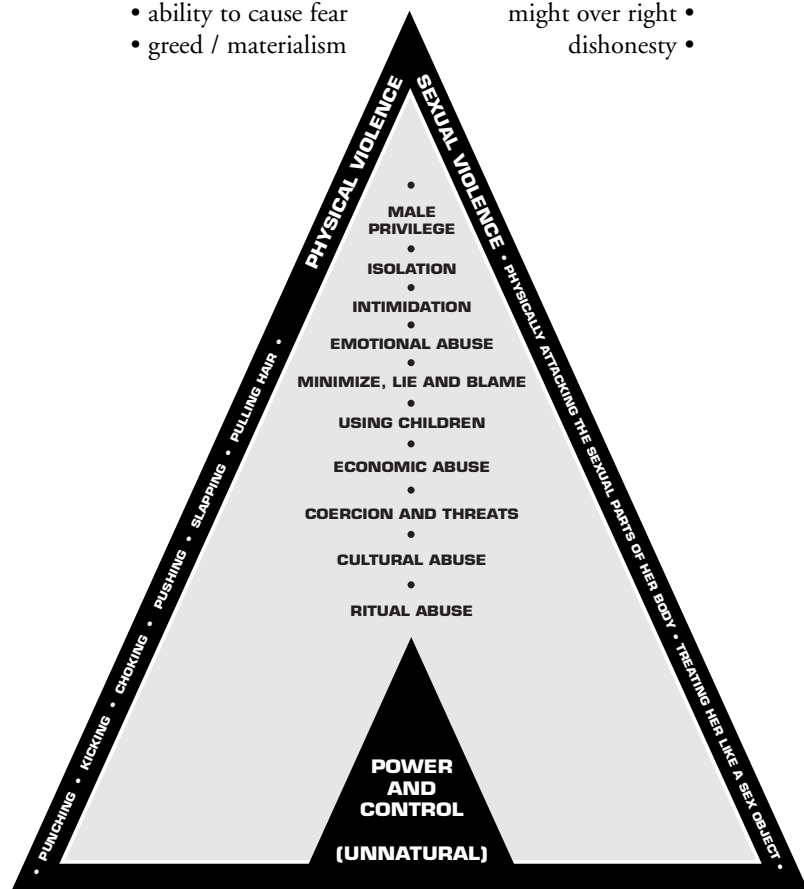 • ability to cause fear
• greed / materialism
might over right •
dishonesty •
PHYSICAL VIOLENCE
• PUNCHING • KICKING • CHOKING • PUSHING • SLAPPING • PULLING HAIR •
SEXUAL VIOLENCE • PHYSICALLY ATTACKING THE SEXUAL PARTS OF HER BODY • TREATING HER LIKE A SEX OBJECT •
•
MALE
PRIVILEGE
•
ISOLATION
•
INTIMIDATION
•
EMOTIONAL ABUSE
•
MINIMIZE, LIE AND BLAME
•
USING CHILDREN
•
ECONOMIC ABUSE
•
COERCION AND THREATS
•
CULTURAL ABUSE
•
RITUAL ABUSE
POWER
AND
CONTROL
(UNNATURAL)